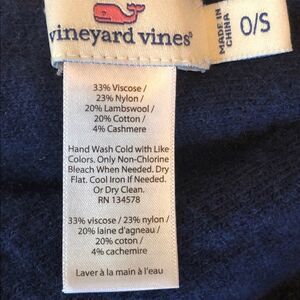 vineyard vines®
MADE IN
CHINA
O/S
33% Viscose /
23% Nylon /
20% Lambswool /
20% Cotton /
4% Cashmere
Hand Wash Cold with Like
Colors. Only Non-Chlorine
Bleach When Needed. Dry
Flat. Cool Iron If Needed.
Or Dry Clean.
RN 134578
33% viscose / 23% nylon /
20% laine d'agneau /
20% coton /
4% cachemire
Laver à la main à l'eau